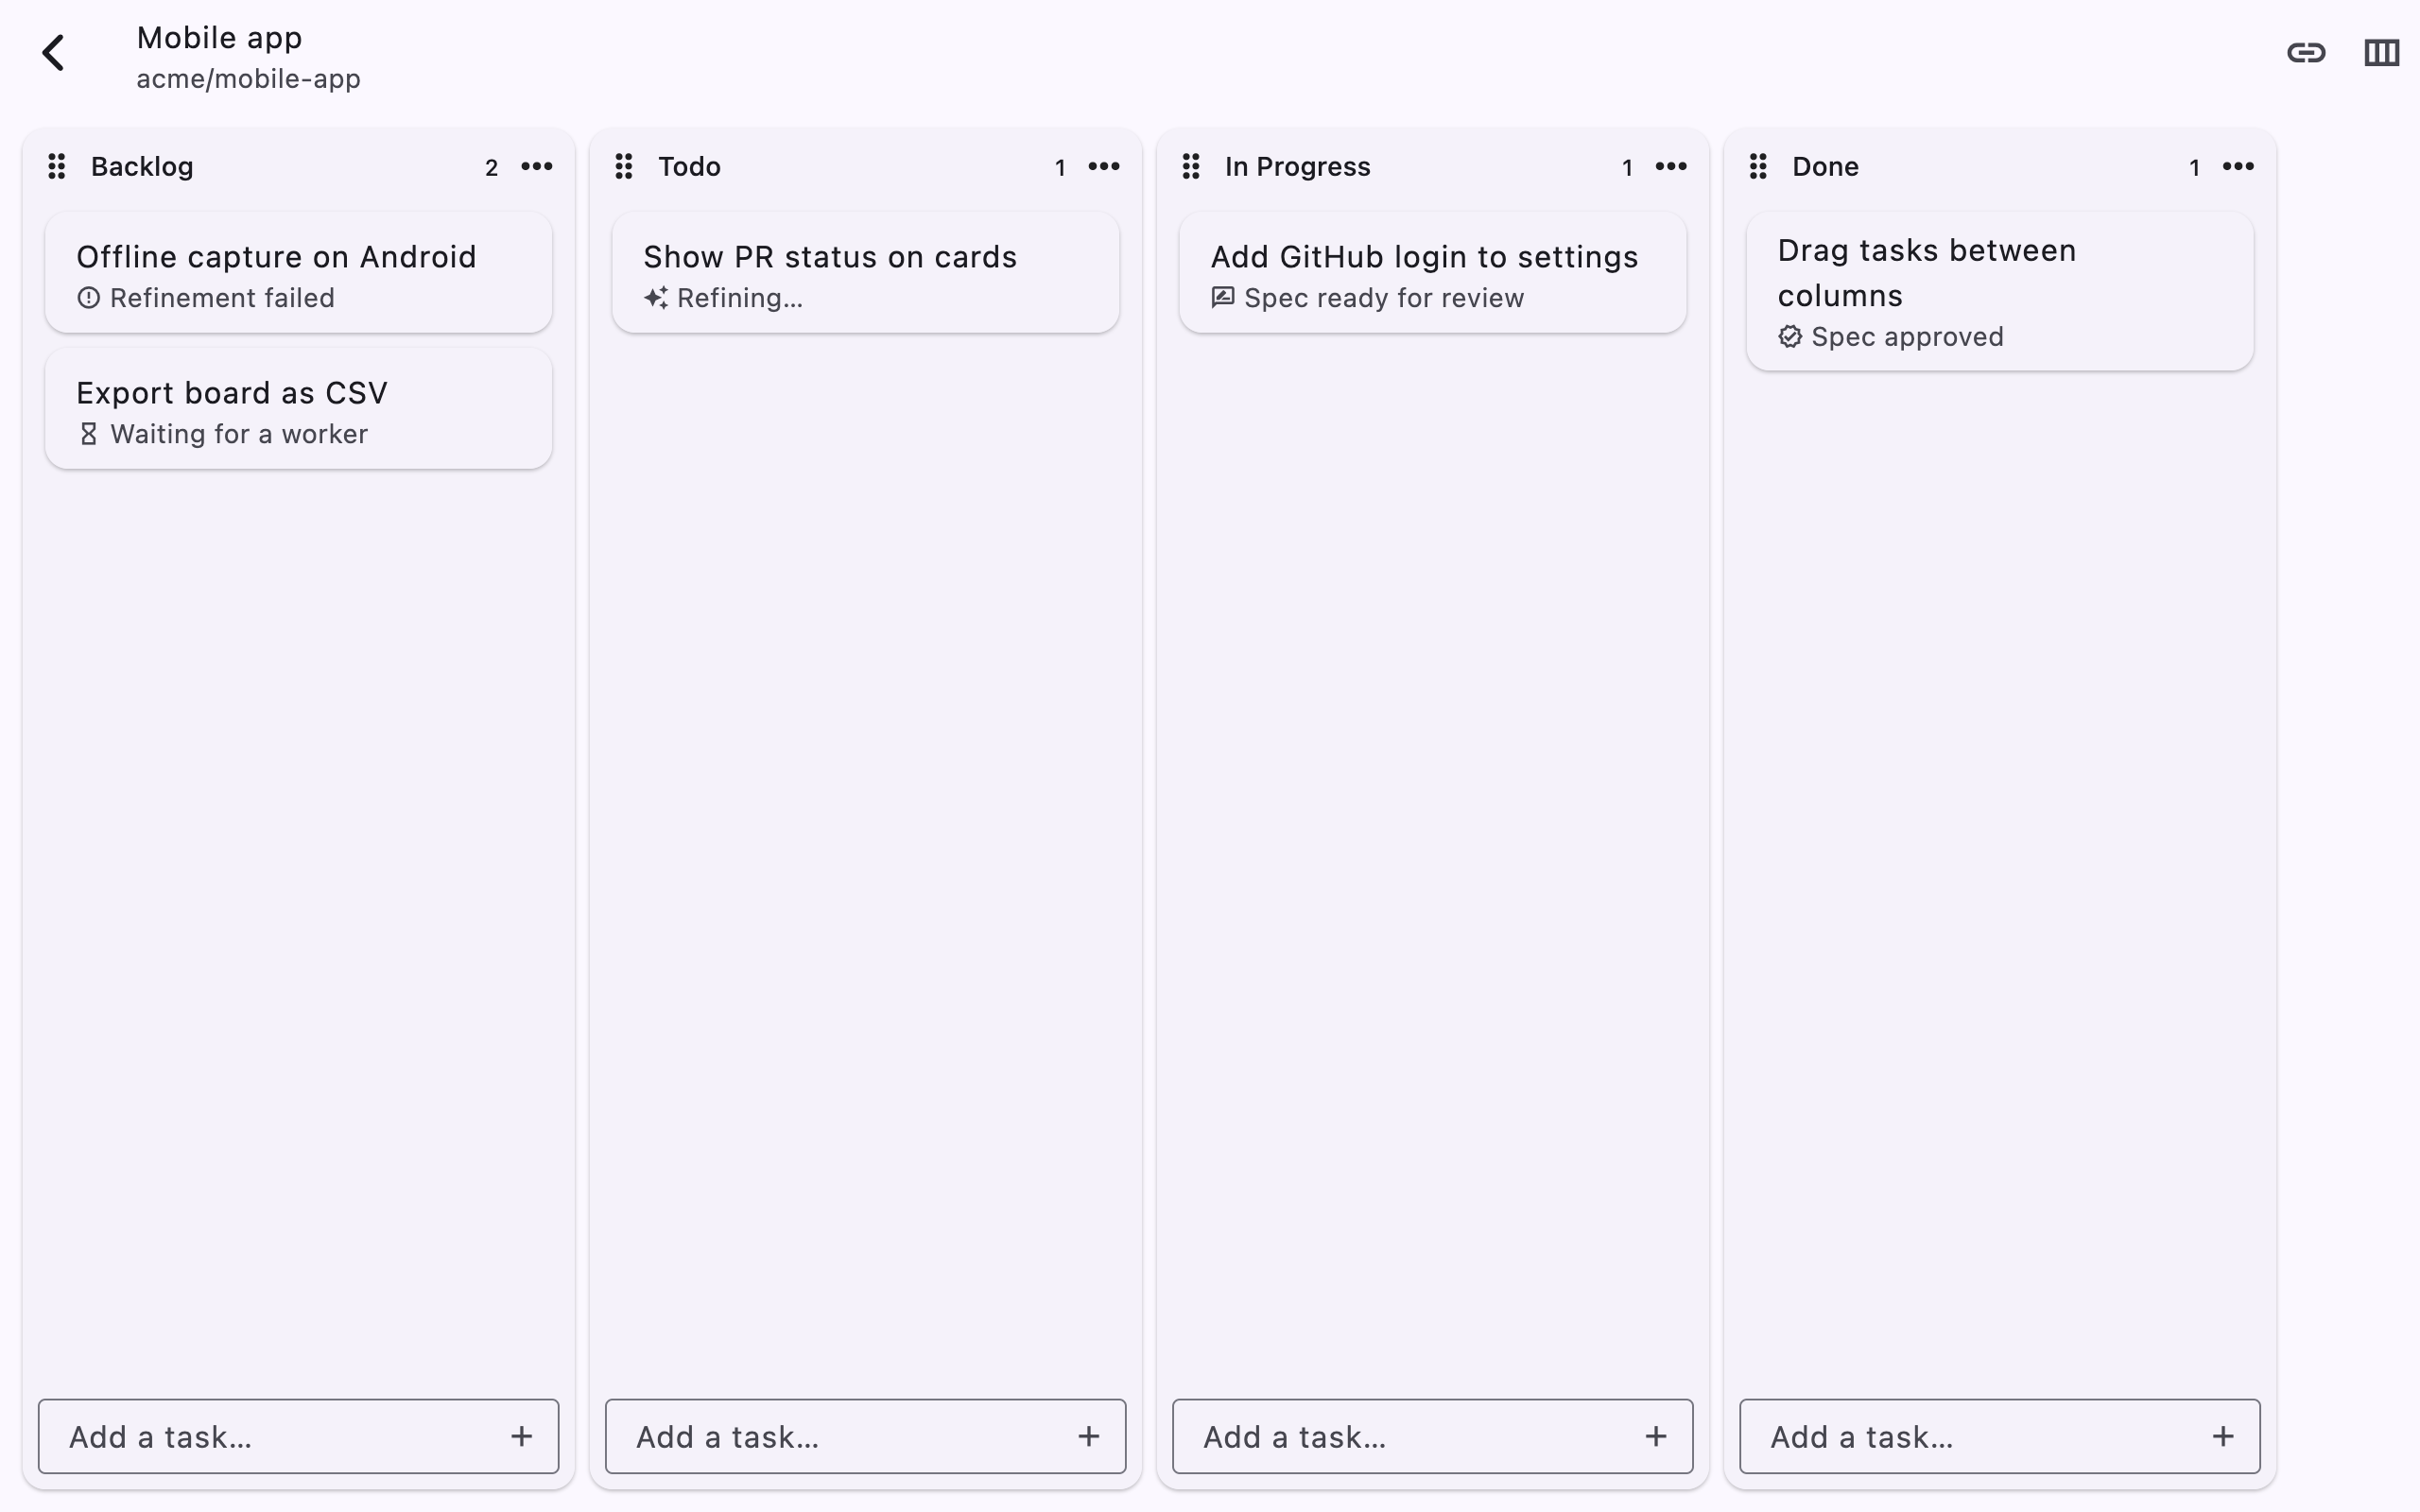 Mobile app
acme/mobile-app
Backlog 2
Offline capture on Android
Refinement failed
Export board as CSV
Waiting for a worker
Add a task...
Todo 1
Show PR status on cards
Refining...
Add a task...
In Progress 1
Add GitHub login to settings
Spec ready for review
Add a task...
Done 1
Drag tasks between
columns
Spec approved
Add a task...